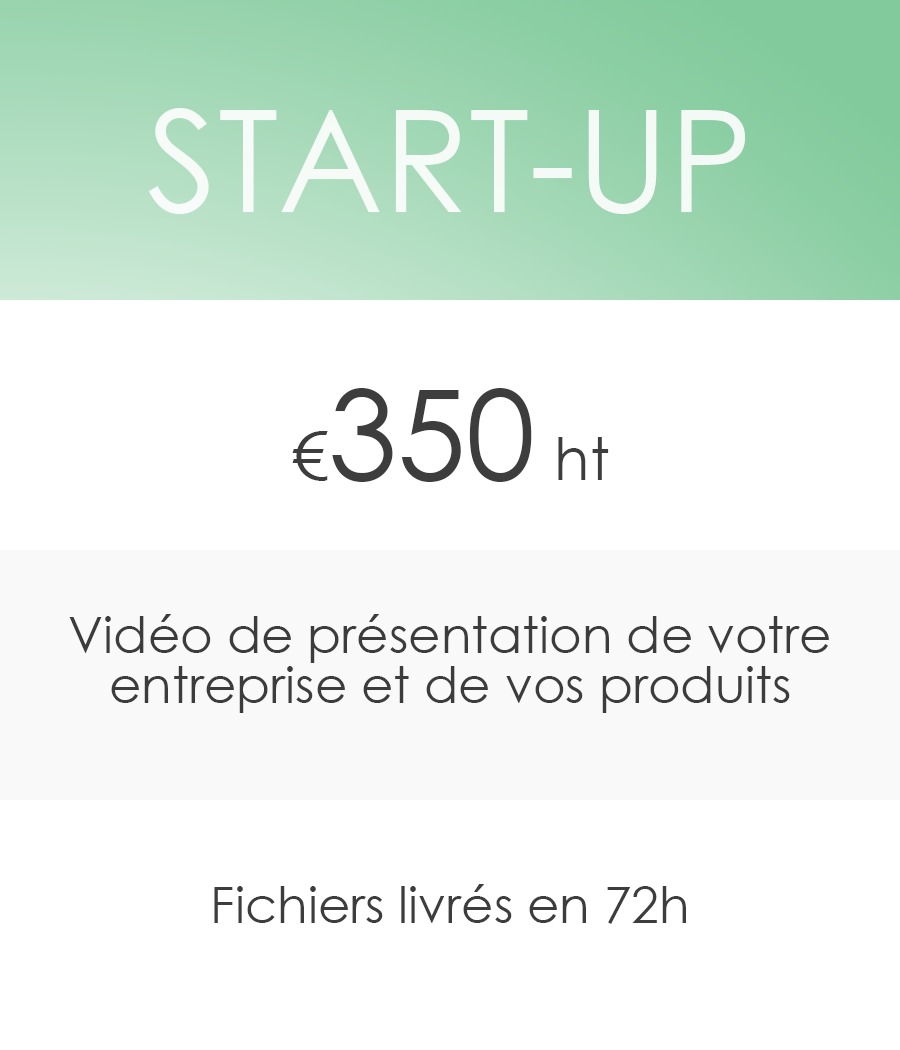 START-UP
€350 ht
Vidéo de présentation de votre
entreprise et de vos produits
Fichiers livrés en 72h